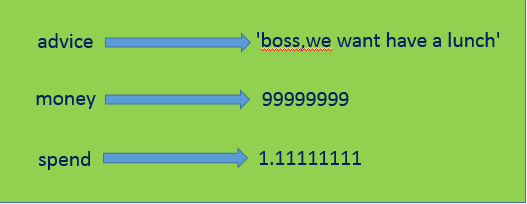 advice 'boss,we want have a lunch'
money 99999999
spend 1.11111111